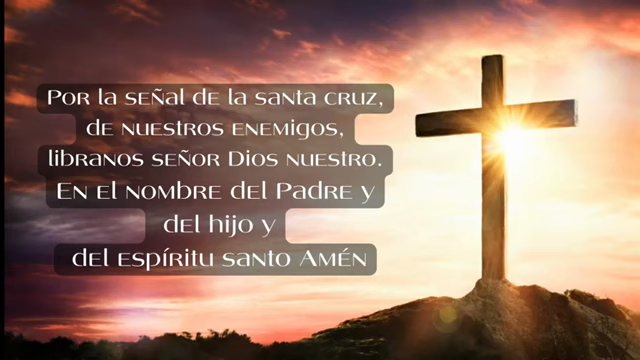 Por la señal de la santa cruz,
de nuestros enemigos,
libranos señor Dios nuestro.
En el nombre del Padre y
del hijo y
del espíritu santo Amén